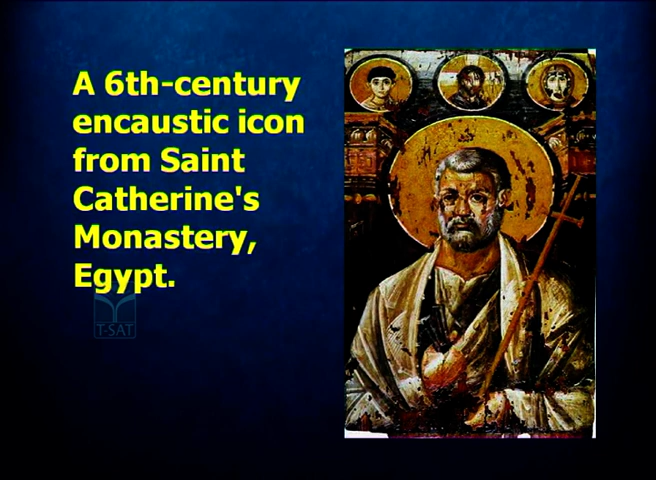 A 6th-century
encaustic icon
from Saint
Catherine's
Monastery,
Egypt.
T-SAT